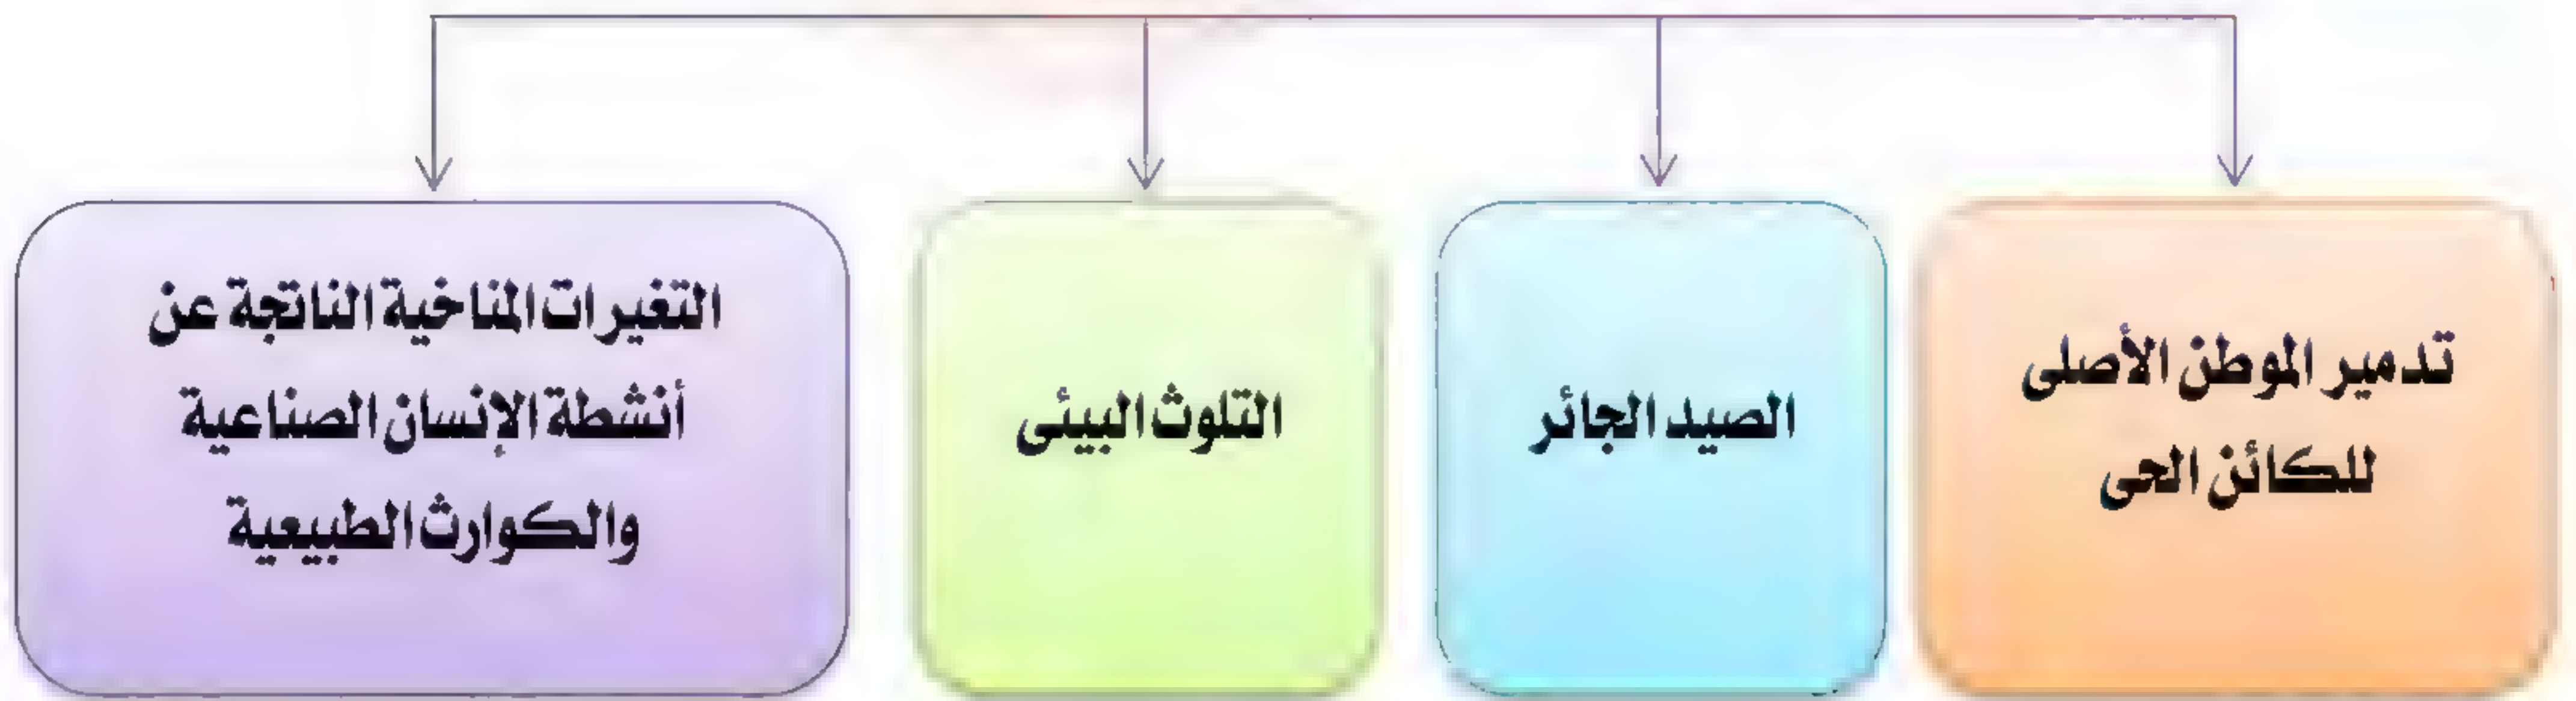 تدمير الموطن الأصلى
للكائن الحى
الصيد الجائر
التلوث البيئى
التغيرات المناخية الناتجة عن
أنشطة الإنسان الصناعية
والكوارث الطبيعية